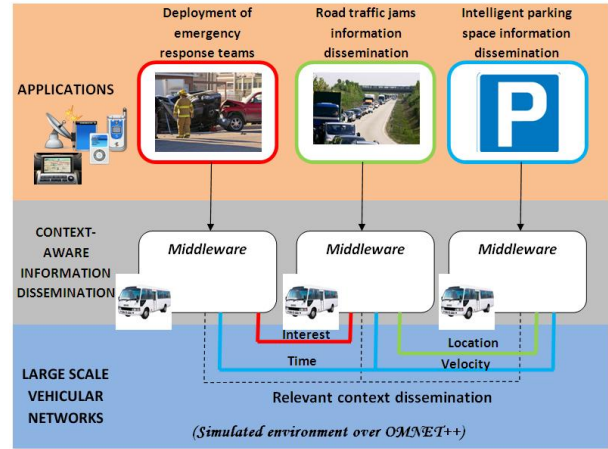 Deployment of
emergency
response teams
Road traffic jams
information
dissemination
Intelligent parking
space information
dissemination
APPLICATIONS
P
CONTEXT-
AWARE
INFORMATION
DISSEMINATION
Middleware
Middleware
Middleware
Interest
Location
Time
Velocity
LARGE SCALE
VEHICULAR
NETWORKS
Relevant context dissemination
(Simulated environment over OMNET++)